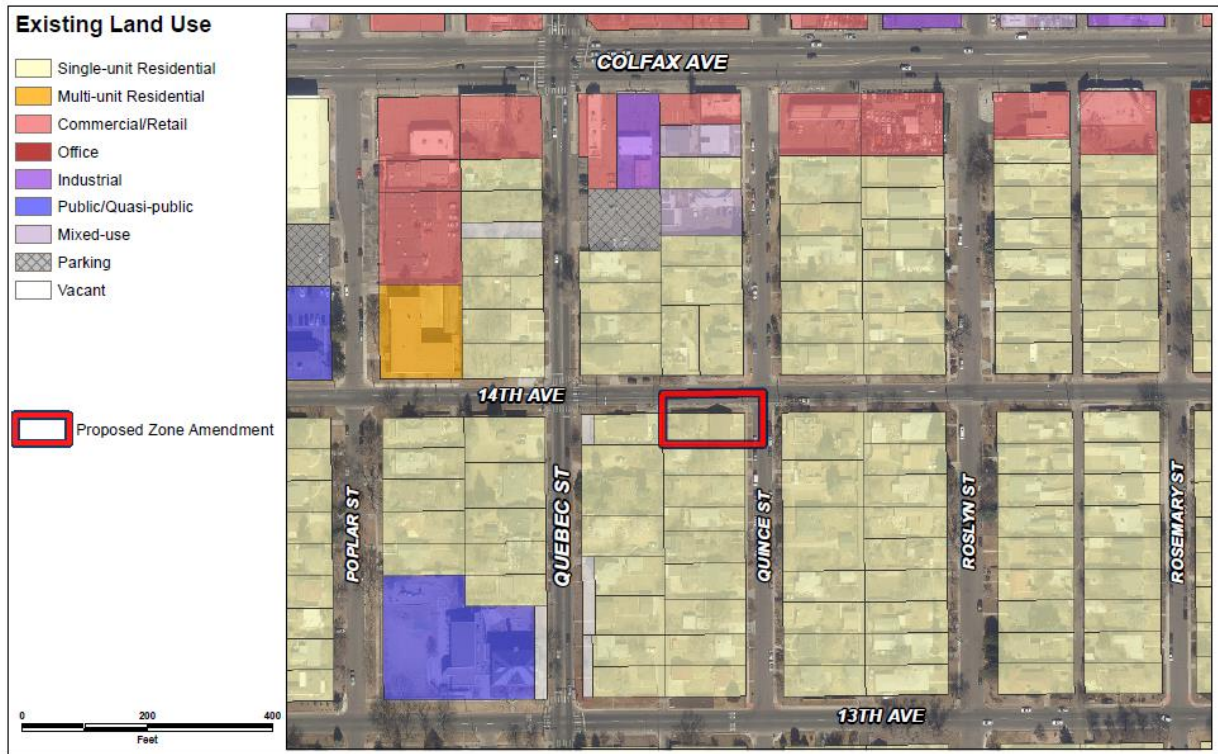 Existing Land Use
Single-unit Residential
Multi-unit Residential
Commercial/Retail
Office
Industrial
Public/Quasi-public
Mixed-use
Parking
Vacant
Proposed Zone Amendment
0 200 400
Feet
COLFAX AVE
14TH AVE
POPLAR ST
QUEBEC ST
QUINCE ST
ROSLYN ST
ROSEMARY ST
13TH AVE